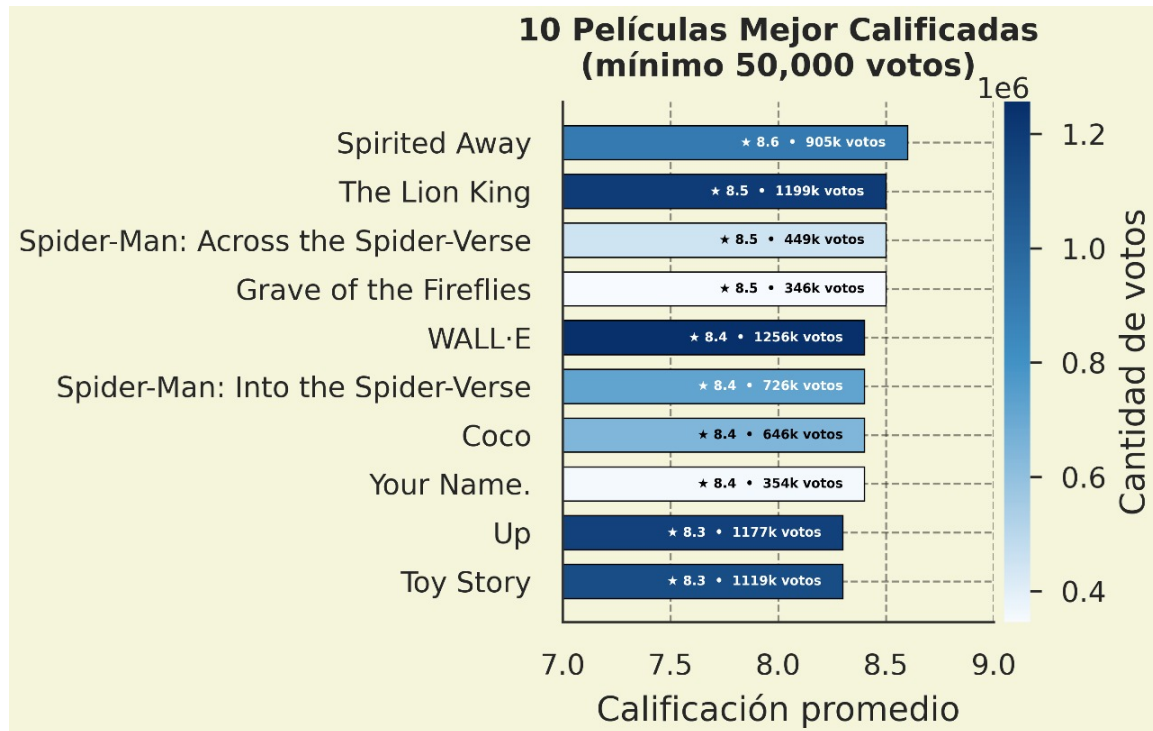 10 Películas Mejor Calificadas
(mínimo 50,000 votos)
1e6
Spirited Away
★ 8.6 • 905k votos
The Lion King
★ 8.5 • 1199k votos
Spider-Man: Across the Spider-Verse
★ 8.5 • 449k votos
Grave of the Fireflies
★ 8.5 • 346k votos
WALL·E
★ 8.4 • 1256k votos
Spider-Man: Into the Spider-Verse
★ 8.4 • 726k votos
Coco
★ 8.4 • 646k votos
Your Name.
★ 8.4 • 354k votos
Up
★ 8.3 • 1177k votos
Toy Story
★ 8.3 • 1119k votos
7.0 7.5 8.0 8.5 9.0
Calificación promedio
1.2
1.0
0.8
0.6
0.4
Cantidad de votos